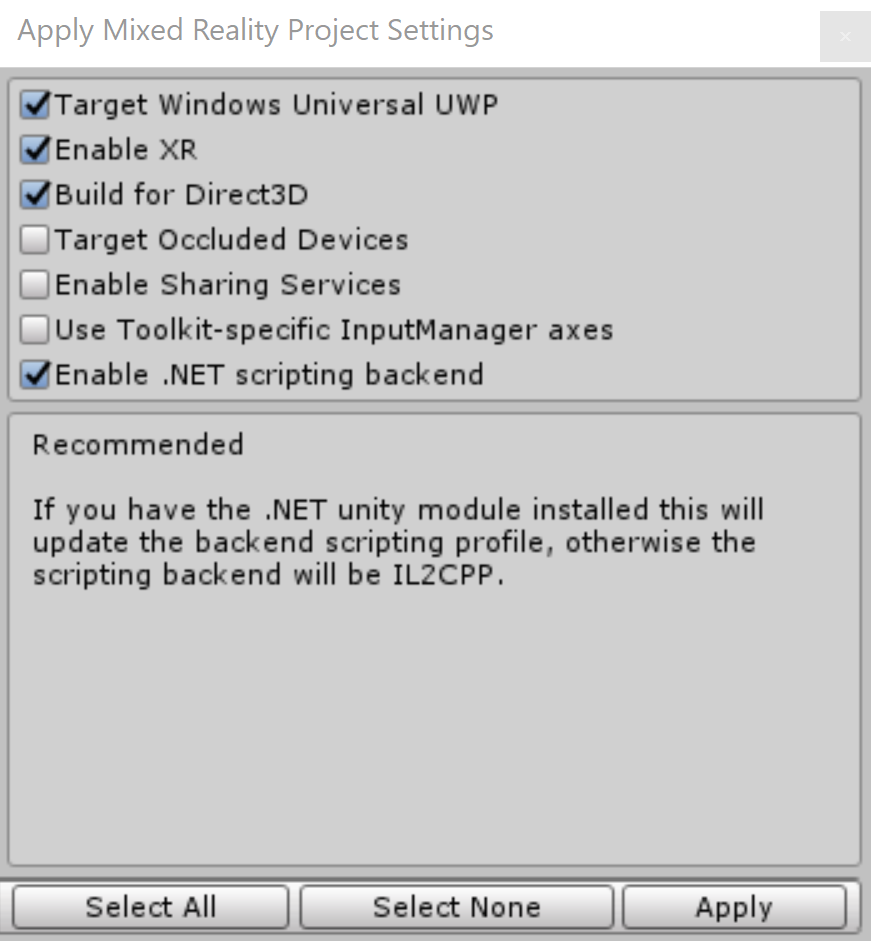 Apply Mixed Reality Project Settings
Target Windows Universal UWP
Enable XR
Build for Direct3D
Target Occluded Devices
Enable Sharing Services
Use Toolkit-specific InputManager axes
Enable .NET scripting backend
Recommended
If you have the .NET unity module installed this will
update the backend scripting profile, otherwise the
scripting backend will be IL2CPP.
Select All
Select None
Apply